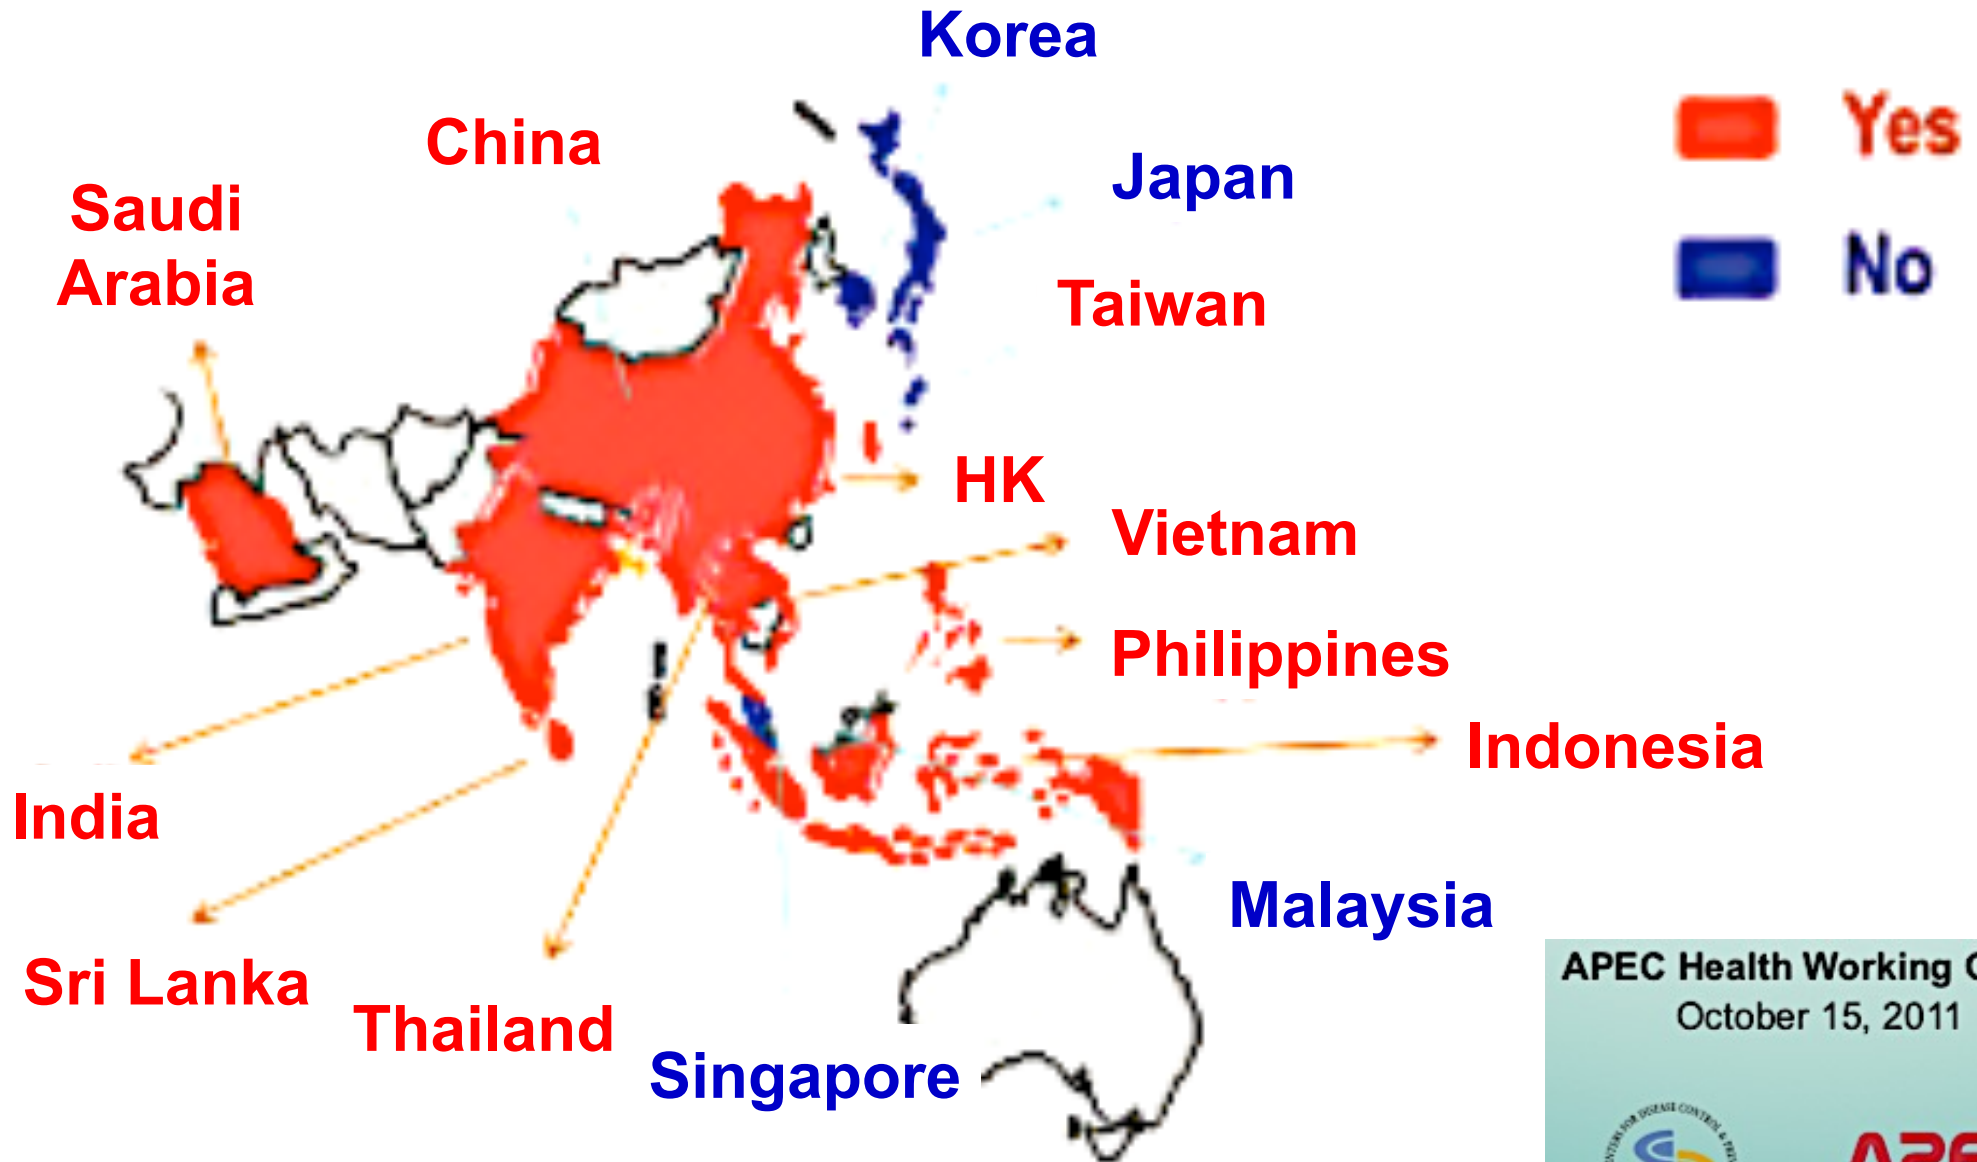 Korea
China
Yes
Japan
Saudi
Arabia
No
Taiwan
HK
Vietnam
Philippines
Indonesia
India
Malaysia
Sri Lanka
Thailand
Singapore
APEC Health Working
October 15, 2011